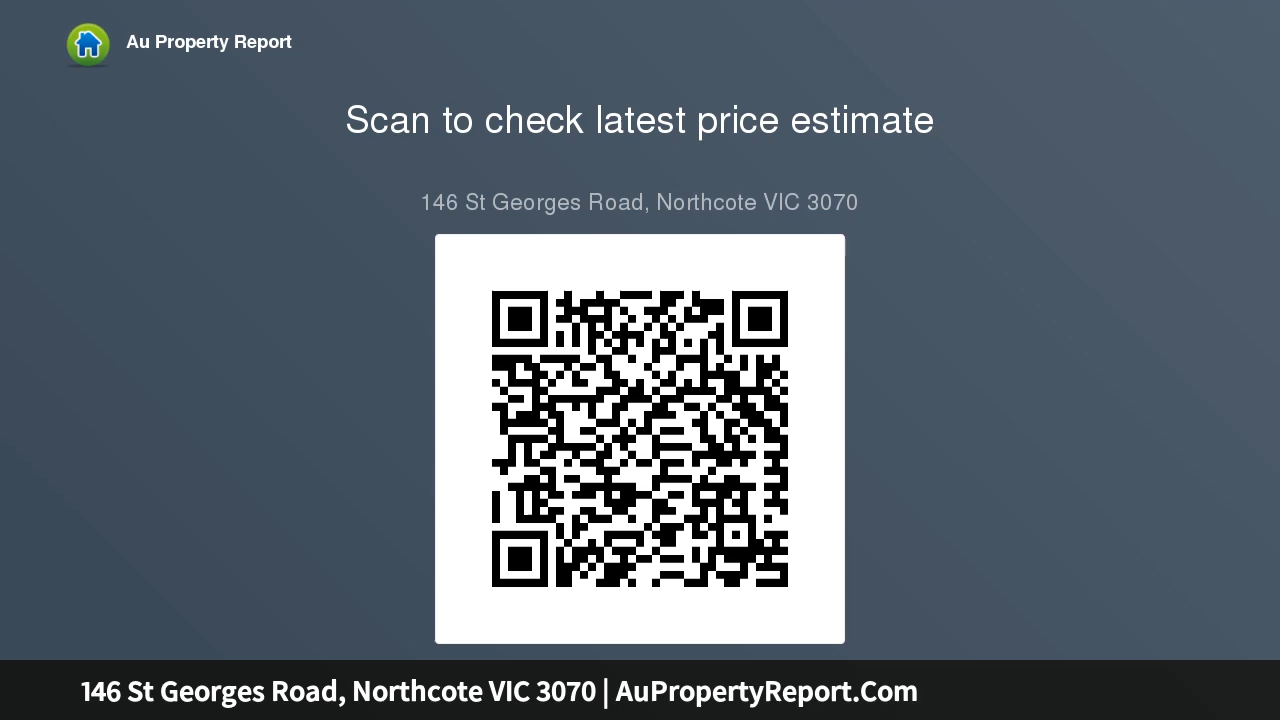 Au Property Report
Scan to check latest price estimate
146 St Georges Road, Northcote VIC 3070
146 St Georges Road, Northcote VIC 3070 | AuPropertyReport.Com